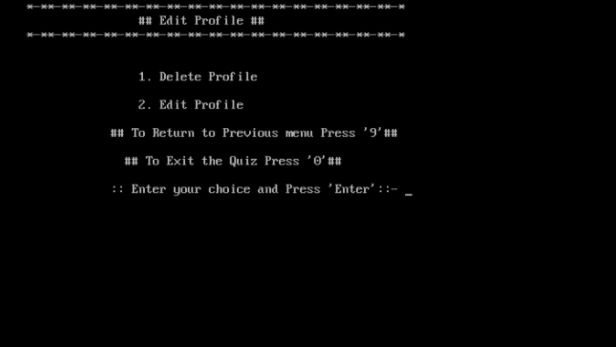 *-**-**-**-**-**-**-**-**-**-**-**-**-**-**-**-**-**-*
## Edit Profile ##
*-**-**-**-**-**-**-**-**-**-**-**-**-**-**-**-**-**-*
1. Delete Profile
2. Edit Profile
## To Return to Previous menu Press '9'##
## To Exit the Quiz Press '0'##
:: Enter your choice and Press 'Enter'::- _